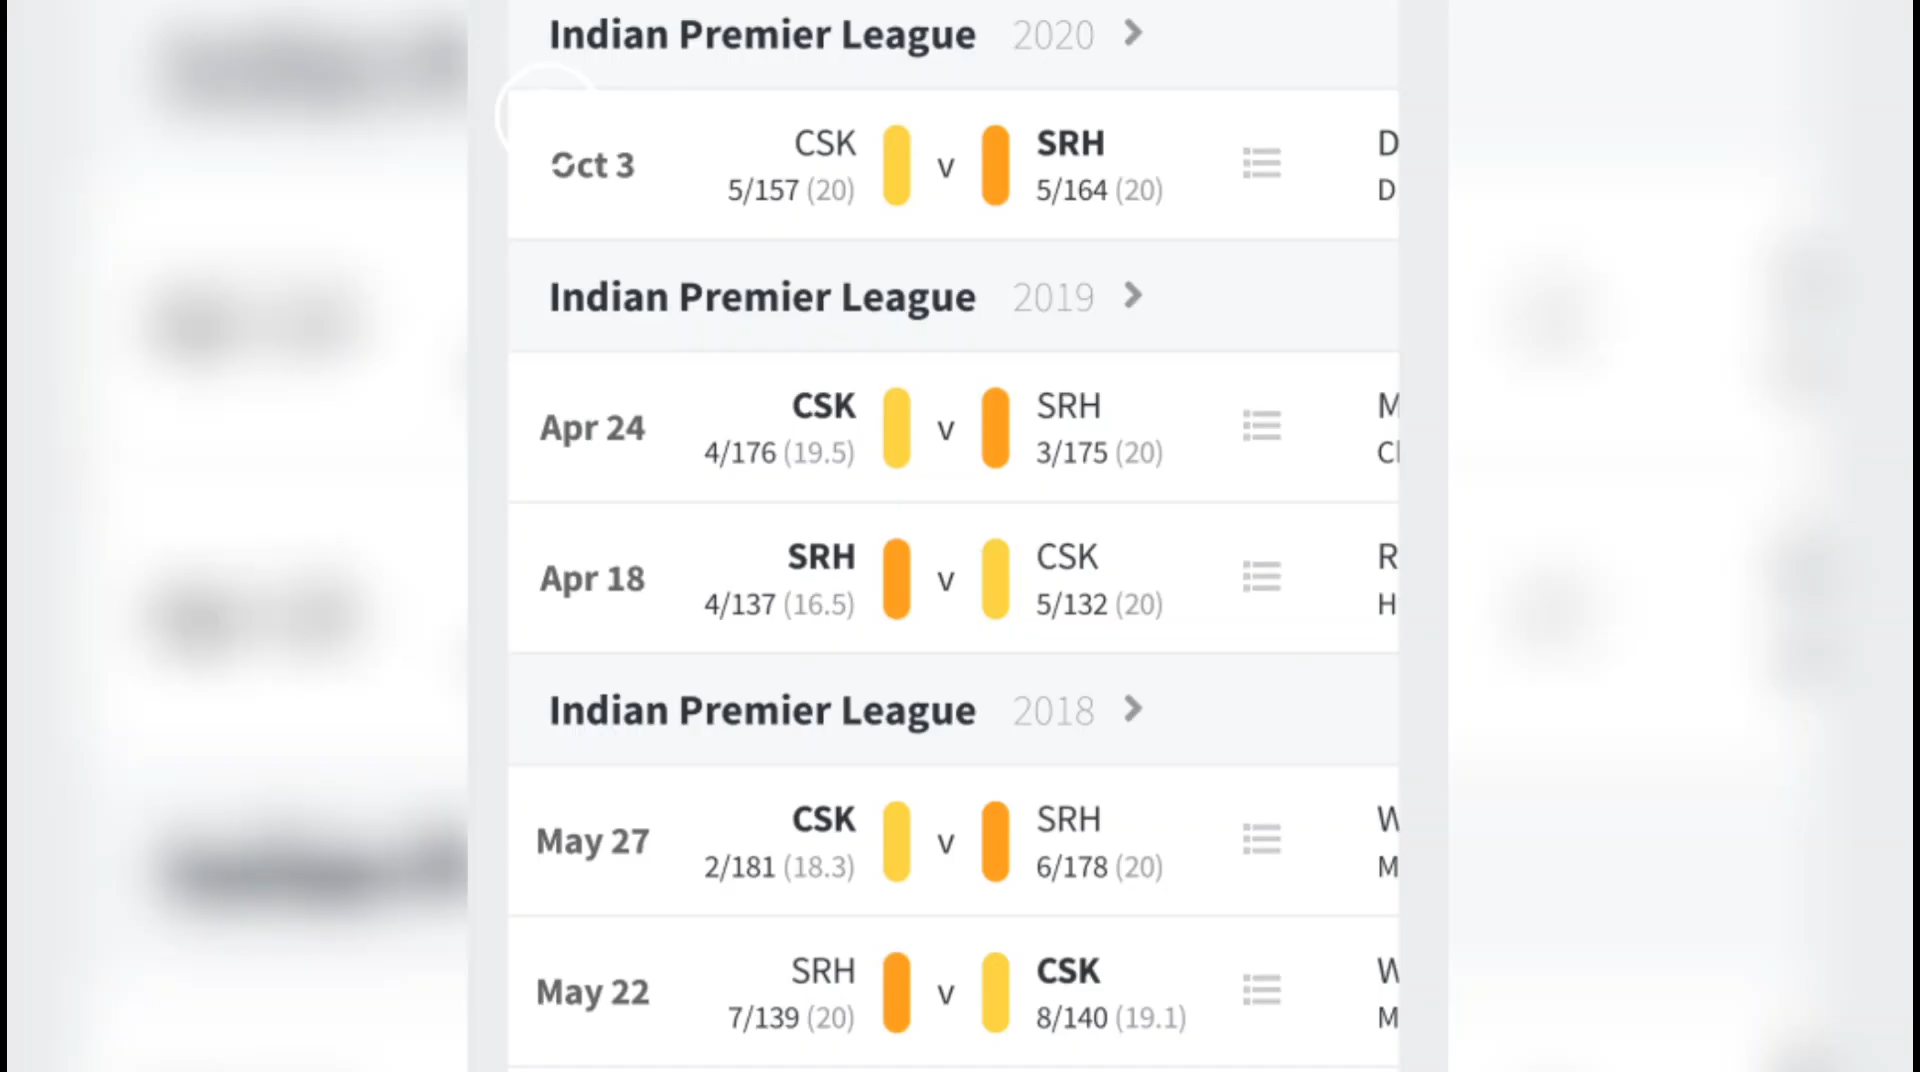 Indian Premier League 2020
Oct 3
CSK v SRH
5/157 (20) 5/164 (20)
D
D
Indian Premier League 2019
Apr 24
CSK v SRH
4/176 (19.5) 3/175 (20)
M
Apr 18
SRH v CSK
4/137 (16.5) 5/132 (20)
R
H
Indian Premier League 2018
May 27
CSK v SRH
2/181 (18.3) 6/178 (20)
W
M
May 22
SRH v CSK
7/139 (20) 8/140 (19.1)
W
M